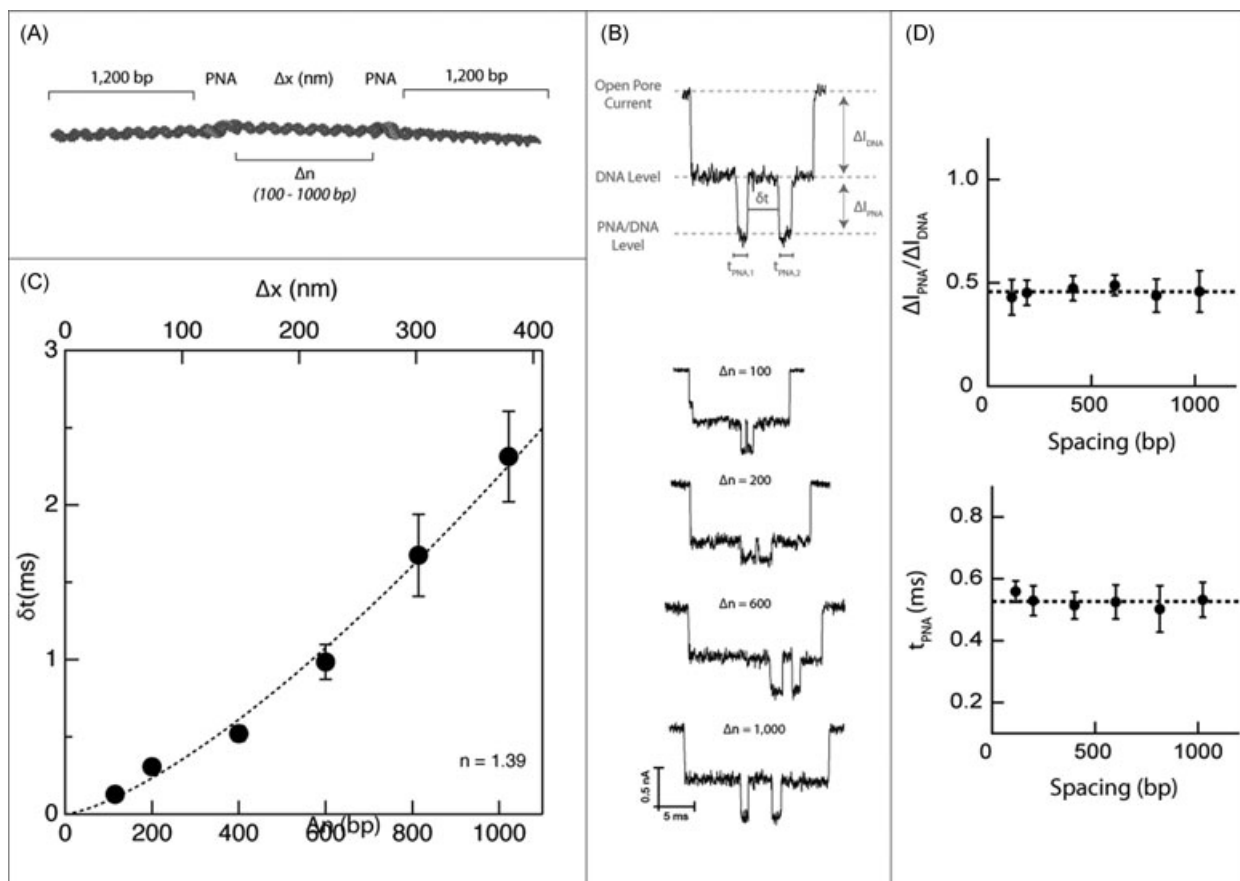 (A)
1,200 bp PNA Δx (nm) PNA 1,200 bp
Δn
(100 - 1000 bp)
(B)
Open Pore
Current
ΔI_DNA
DNA Level
δt
ΔI_PNA
PNA/DNA
Level
t_PNA,1 t_PNA,2
Δn = 100
Δn = 200
Δn = 600
Δn = 1,000
0.5 nA
5 ms
(C)
Δx (nm)
0 100 200 300 400
3
2
1
0
δt(ms)
n = 1.39
0 200 400 600 800 1000
Δn (bp)
(D)
ΔI_PNA/ΔI_DNA
1.0
0.5
0
0 500 1000
Spacing (bp)
t_PNA (ms)
0.8
0.6
0.4
0.2
0 500 1000
Spacing (bp)